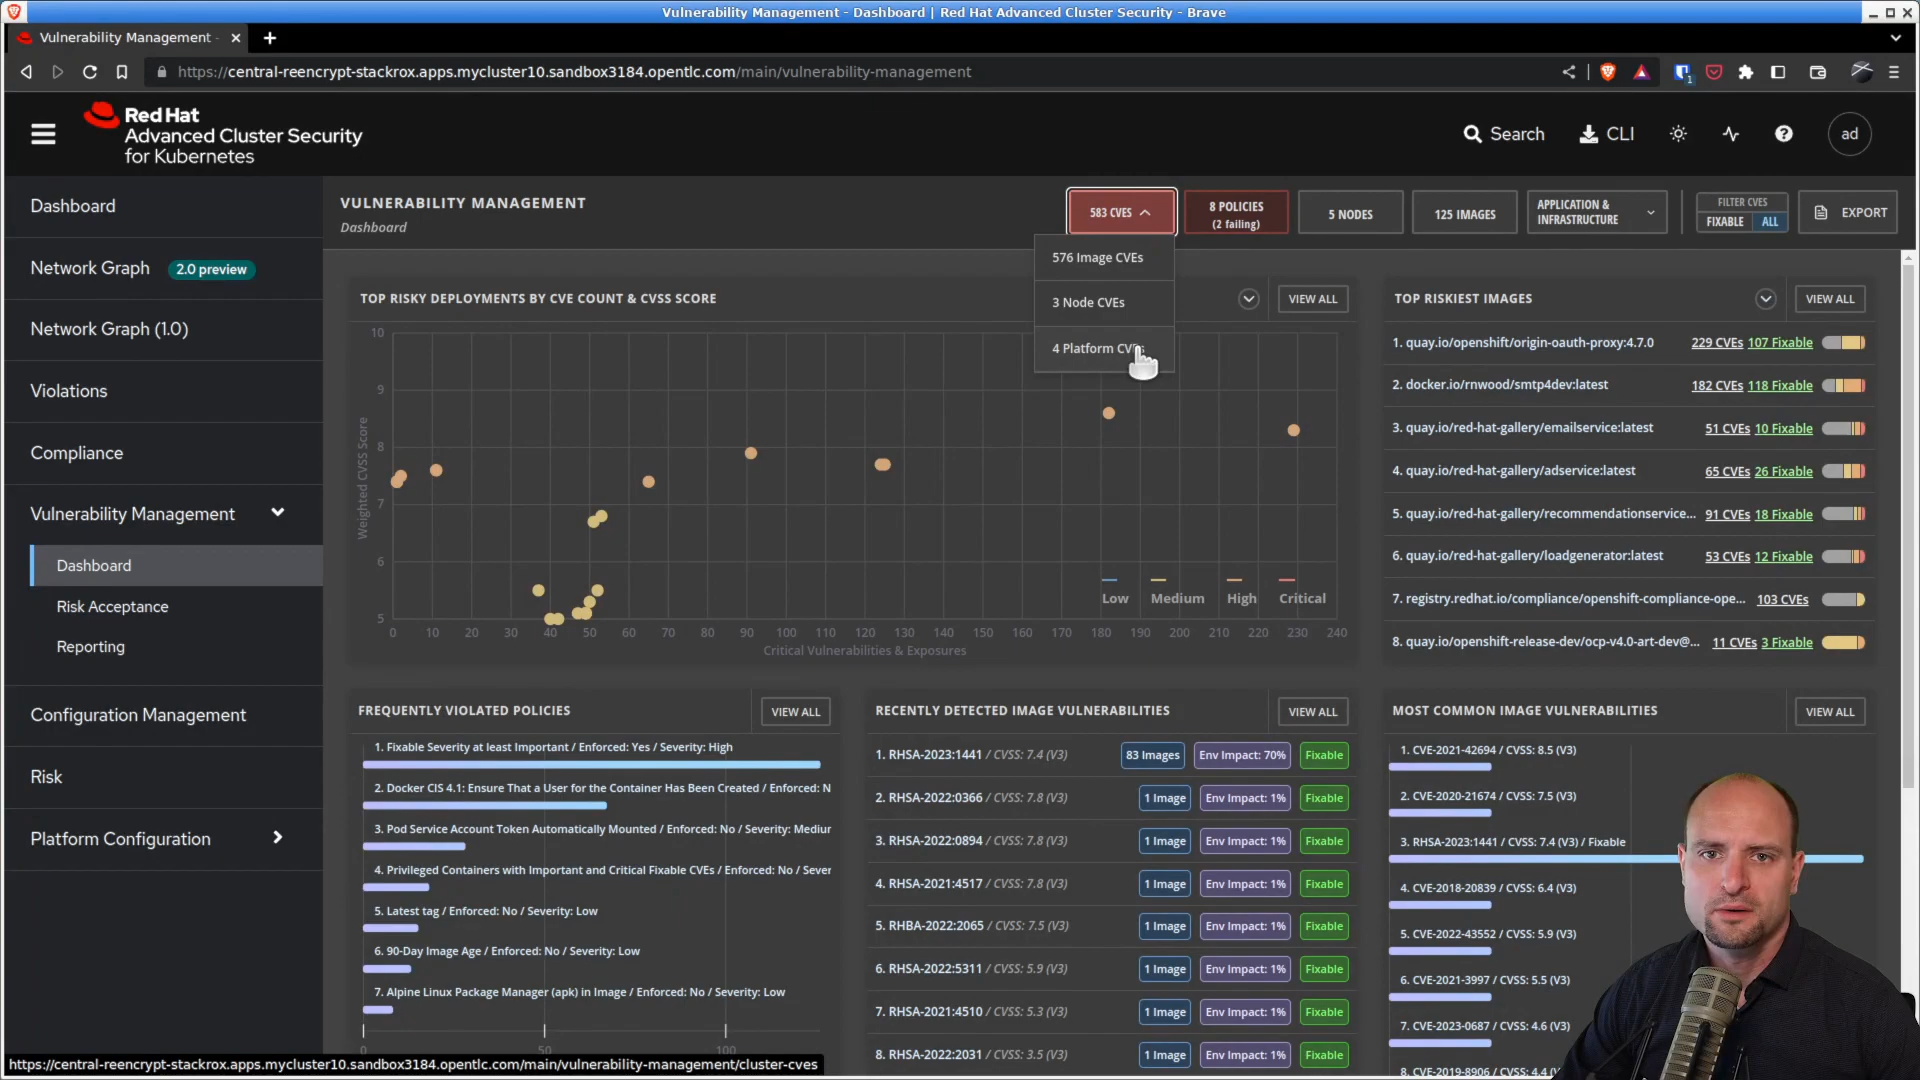 Vulnerability Management - Dashboard | Red Hat Advanced Cluster Security - Brave
Vulnerability Management -
https://central-reencrypt-stackrox.apps.mycluster10.sandbox3184.opentlc.com/main/vulnerability-management
1
Red Hat
Advanced Cluster Security
for Kubernetes
Search
CLI
ad
Dashboard
Network Graph
2.0 preview
Network Graph (1.0)
Violations
Compliance
Vulnerability Management
Dashboard
Risk Acceptance
Reporting
Configuration Management
Risk
Platform Configuration
VULNERABILITY MANAGEMENT
Dashboard
583 CVES
8 POLICIES
(2 failing)
5 NODES
125 IMAGES
APPLICATION &
INFRASTRUCTURE
FILTER CVES
FIXABLE ALL
EXPORT
576 Image CVEs
3 Node CVEs
4 Platform CVEs
TOP RISKY DEPLOYMENTS BY CVE COUNT & CVSS SCORE
VIEW ALL
10
9
8
7
6
5
Weighted CVSS Score
Low Medium High Critical
0 10 20 30 40 50 60 70 80 90 100 110 120 130 140 150 160 170 180 190 200 210 220 230 240
Critical Vulnerabilities & Exposures
TOP RISKIEST IMAGES
VIEW ALL
1. quay.io/openshift/origin-oauth-proxy:4.7.0 229 CVEs 107 Fixable
2. docker.io/rnwood/smtp4dev:latest 182 CVEs 118 Fixable
3. quay.io/red-hat-gallery/emailservice:latest 51 CVEs 10 Fixable
4. quay.io/red-hat-gallery/adservice:latest 65 CVEs 26 Fixable
5. quay.io/red-hat-gallery/recommendationservice... 91 CVEs 18 Fixable
6. quay.io/red-hat-gallery/loadgenerator:latest 53 CVEs 12 Fixable
7. registry.redhat.io/compliance/openshift-compliance-ope... 103 CVEs
8. quay.io/openshift-release-dev/ocp-v4.0-art-dev@... 11 CVEs 3 Fixable
FREQUENTLY VIOLATED POLICIES
VIEW ALL
1. Fixable Severity at least Important / Enforced: Yes / Severity: High
2. Docker CIS 4.1: Ensure That a User for the Container Has Been Created / Enforced: N
3. Pod Service Account Token Automatically Mounted / Enforced: No / Severity: Mediur
4. Privileged Containers with Important and Critical Fixable CVEs / Enforced: No / Sever
5. Latest tag / Enforced: No / Severity: Low
6. 90-Day Image Age / Enforced: No / Severity: Low
7. Alpine Linux Package Manager (apk) in Image / Enforced: No / Severity: Low
0 50 100
RECENTLY DETECTED IMAGE VULNERABILITIES
VIEW ALL
1. RHSA-2023:1441 / CVSS: 7.4 (V3) 83 Images Env Impact: 70% Fixable
2. RHSA-2022:0366 / CVSS: 7.8 (V3) 1 Image Env Impact: 1% Fixable
3. RHSA-2022:0894 / CVSS: 7.8 (V3) 1 Image Env Impact: 1% Fixable
4. RHSA-2021:4517 / CVSS: 7.8 (V3) 1 Image Env Impact: 1% Fixable
5. RHBA-2022:2065 / CVSS: 7.5 (V3) 1 Image Env Impact: 1% Fixable
6. RHSA-2022:5311 / CVSS: 5.9 (V3) 1 Image Env Impact: 1% Fixable
7. RHSA-2021:4510 / CVSS: 5.3 (V3) 1 Image Env Impact: 1% Fixable
8. RHSA-2022:2031 / CVSS: 3.5 (V3) 1 Image Env Impact: 1% Fixable
MOST COMMON IMAGE VULNERABILITIES
VIEW ALL
1. CVE-2021-42694 / CVSS: 8.5 (V3)
2. CVE-2020-21674 / CVSS: 7.5 (V3)
3. RHSA-2023:1441 / CVSS: 7.4 (V3) / Fixable
4. CVE-2018-20839 / CVSS: 6.4 (V3)
5. CVE-2022-43552 / CVSS: 5.9 (V3)
6. CVE-2021-3997 / CVSS: 5.5 (V3)
7. CVE-2023-0687 / CVSS: 4.6 (V3)
8. CVE-2019-8906 / CVSS: 4.4 (V
https://central-reencrypt-stackrox.apps.mycluster10.sandbox3184.opentlc.com/main/vulnerability-management/cluster-cves